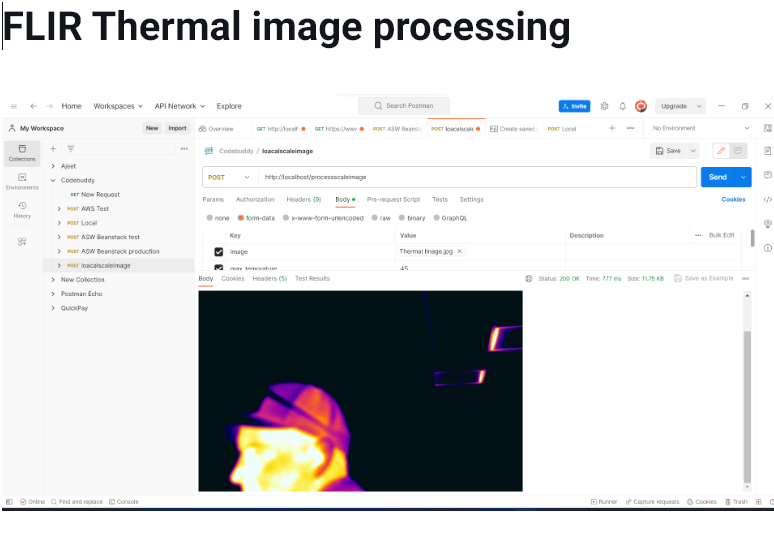 FLIR Thermal image processing
Home Workspaces API Network Explore Search Postman Invite Upgrade
My Workspace New Import Overview GET http://localh GET https://www POST ASW Beans POST loacalscale Create saved POST Local No Environment
Collections
Environments
History
Ajeet
Codebuddy
GET New Request
POST AWS Test
POST Local
POST ASW Beanstack test
POST ASW Beanstack production
POST loacalscaleimage
New Collection
Postman Echo
QuickPay
Codebuddy / loacalscaleimage Save
POST http://localhost/processscaleimage Send
Params Authorization Headers (9) Body Pre-request Script Tests Settings Cookies
none form-data x-www-form-urlencoded raw binary GraphQL
Key Value Description Bulk Edit
image Thermal Image.jpg
max_temprature 45
Body Cookies Headers (5) Test Results Status: 200 OK Time: 777 ms Size: 11.75 KB Save as Example
Online Find and replace Console Runner Capture requests Cookies Trash